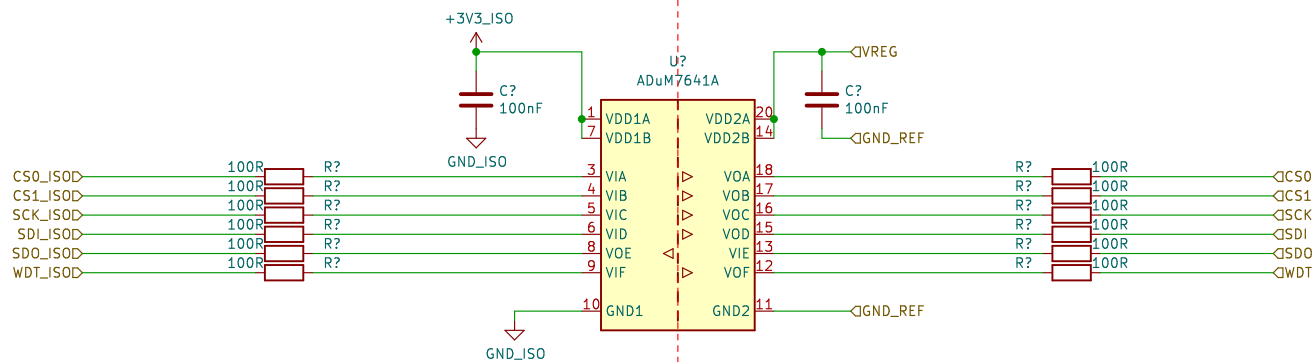 +3V3_ISO
VREG
U?
ADuM7641A
C?
100nF
C?
100nF
1
VDD1A
VDD2A
20
7
VDD1B
VDD2B
14
GND_REF
GND_ISO
CS0_ISO
100R
R?
3
VIA
VOA
18
R?
100R
CS0
CS1_ISO
100R
R?
4
VIB
VOB
17
R?
100R
CS1
SCK_ISO
100R
R?
5
VIC
VOC
16
R?
100R
SCK
SDI_ISO
100R
R?
6
VID
VOD
15
R?
100R
SDI
SDO_ISO
100R
R?
8
VOE
VIE
13
R?
100R
SDO
WDT_ISO
100R
R?
9
VIF
VOF
12
R?
100R
WDT
10
GND1
GND2
11
GND_REF
GND_ISO